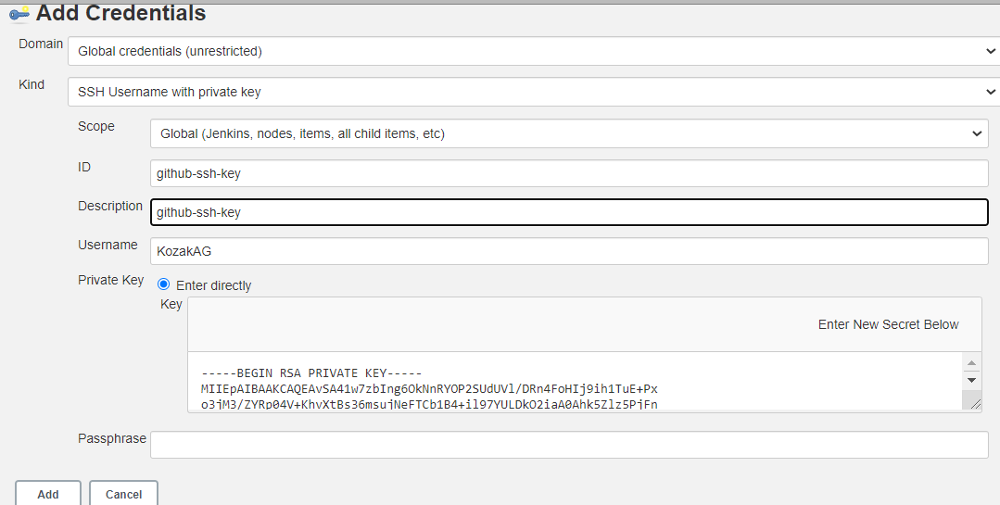 Add Credentials
Domain
Global credentials (unrestricted)
Kind
SSH Username with private key
Scope
Global (Jenkins, nodes, items, all child items, etc)
ID
github-ssh-key
Description
github-ssh-key
Username
KozakAG
Private Key
Enter directly
Key
Enter New Secret Below
-----BEGIN RSA PRIVATE KEY-----
MIIEpAIBAAKCAQEAvSA41w7zbIng6OkNnRYOP2SUdUVl/DRn4FoHIj9ih1TuE+Px
o3jM3/ZYRp04V+KhvXtBs36msujNeFTCb1B4+il97YULDkO2iaA0Ahk5Zlz5PjFn
Passphrase
Add
Cancel